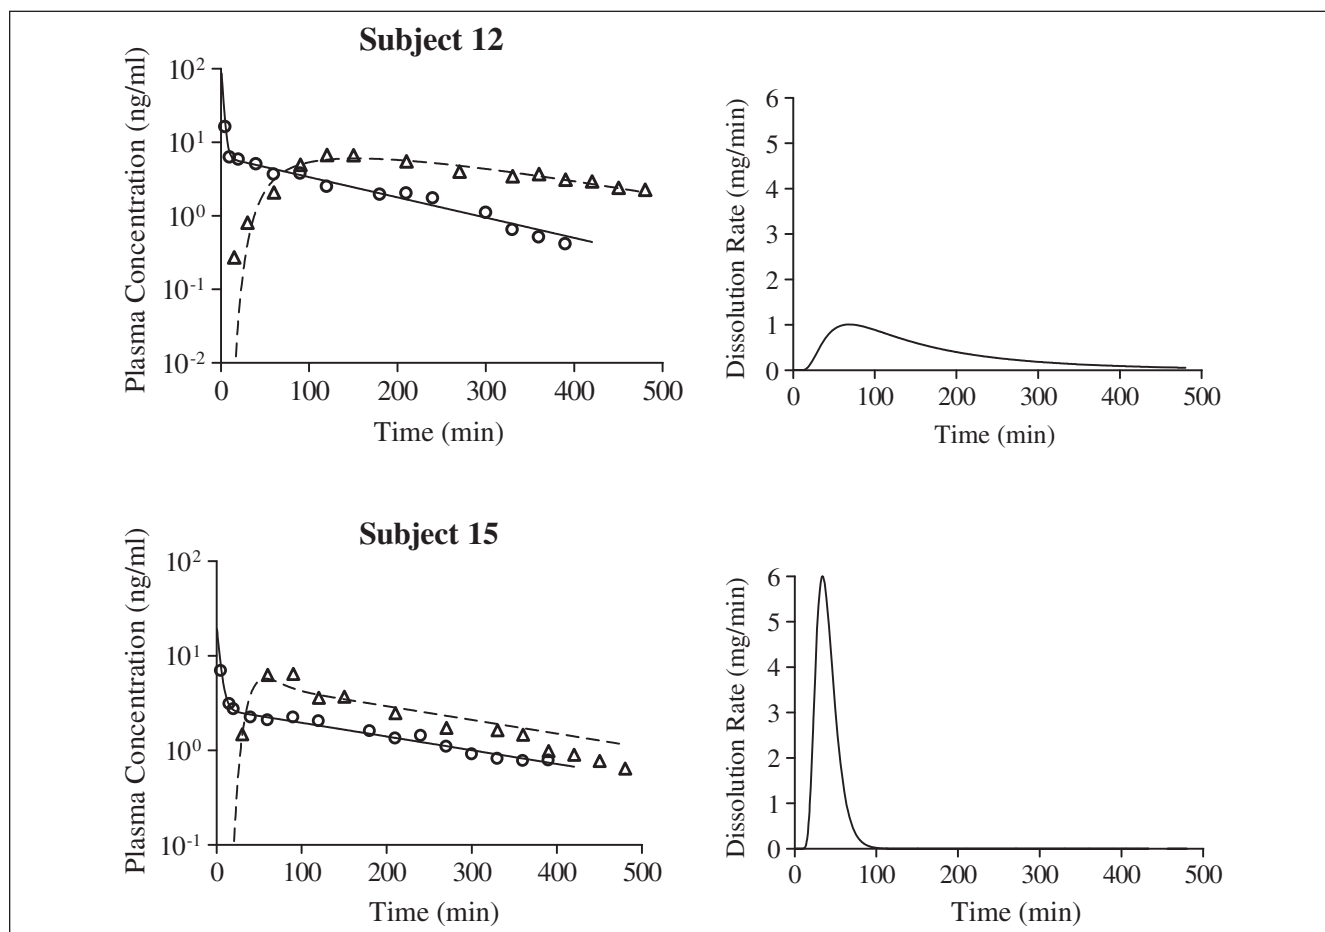 Subject 12
Plasma Concentration (ng/ml)
10²
10¹
10⁰
10⁻¹
10⁻²
0 100 200 300 400 500
Time (min)
Dissolution Rate (mg/min)
6
5
4
3
2
1
0
0 100 200 300 400 500
Time (min)
Subject 15
Plasma Concentration (ng/ml)
10²
10¹
10⁰
10⁻¹
0 100 200 300 400 500
Time (min)
Dissolution Rate (mg/min)
6
5
4
3
2
1
0
0 100 200 300 400 500
Time (min)